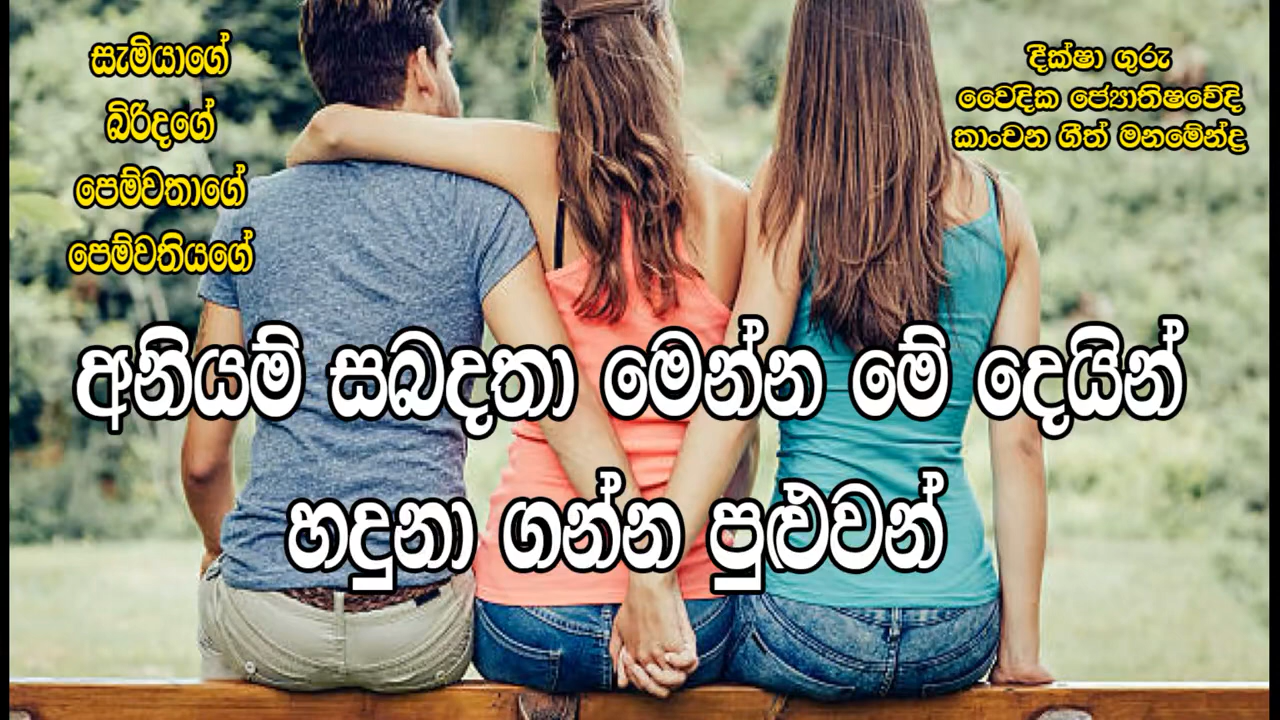 සැමියාගේ
බිරිදගේ
පෙම්වතාගේ
පෙම්වතියගේ
දීක්ෂා ගුරු
වෛදික ජ්‍යොතිෂවේදි
කාංචන ගීත් මනමේන්ද්‍ර
අනියම් සබදතා මෙන්න මේ දෙයින්
හදුනා ගන්න පුළුවන්